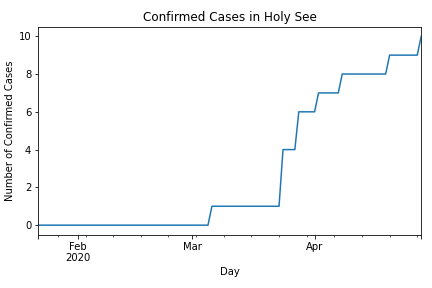 Confirmed Cases in Holy See
10
8
6
4
2
0
Number of Confirmed Cases
Feb
2020
Mar
Apr
Day